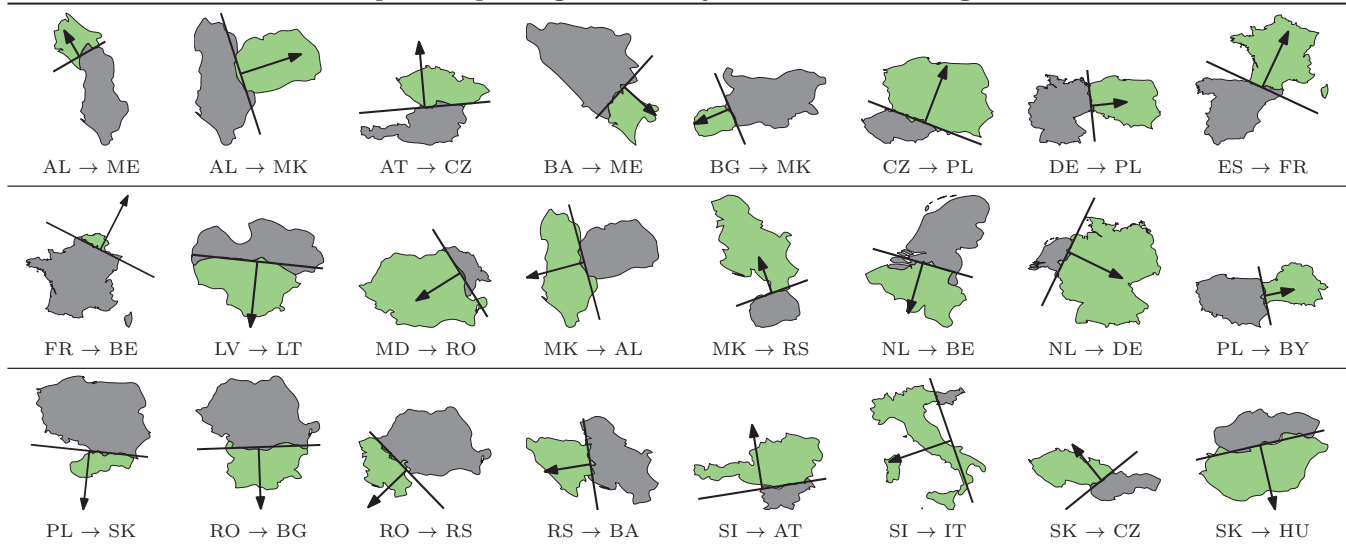 AL → ME AL → MK AT → CZ BA → ME BG → MK CZ → PL DE → PL ES → FR
FR → BE LV → LT MD → RO MK → AL MK → RS NL → BE NL → DE PL → BY
PL → SK RO → BG RO → RS RS → BA SI → AT SI → IT SK → CZ SK → HU